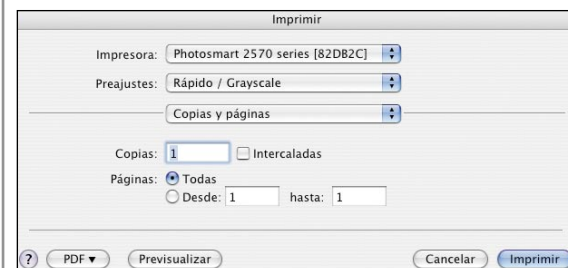 Imprimir
Impresora: Photosmart 2570 series [82DB2C]
Preajustes: Rápido / Grayscale
Copias y páginas
Copias: 1 Intercaladas
Páginas: Todas
Desde: 1 hasta: 1
? PDF ▼ Previsualizar Cancelar Imprimir